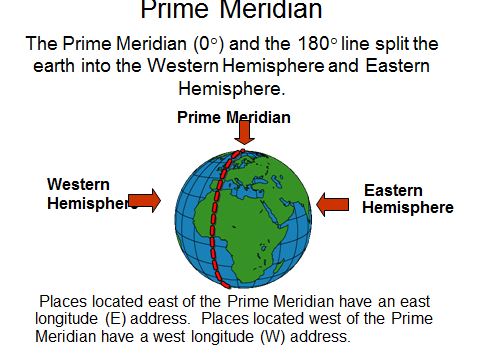 Prime Meridian
The Prime Meridian (0°) and the 180° line split the
earth into the Western Hemisphere and Eastern
Hemisphere.
Prime Meridian
Western
Hemisphere
Eastern
Hemisphere
Places located east of the Prime Meridian have an east
longitude (E) address. Places located west of the Prime
Meridian have a west longitude (W) address.